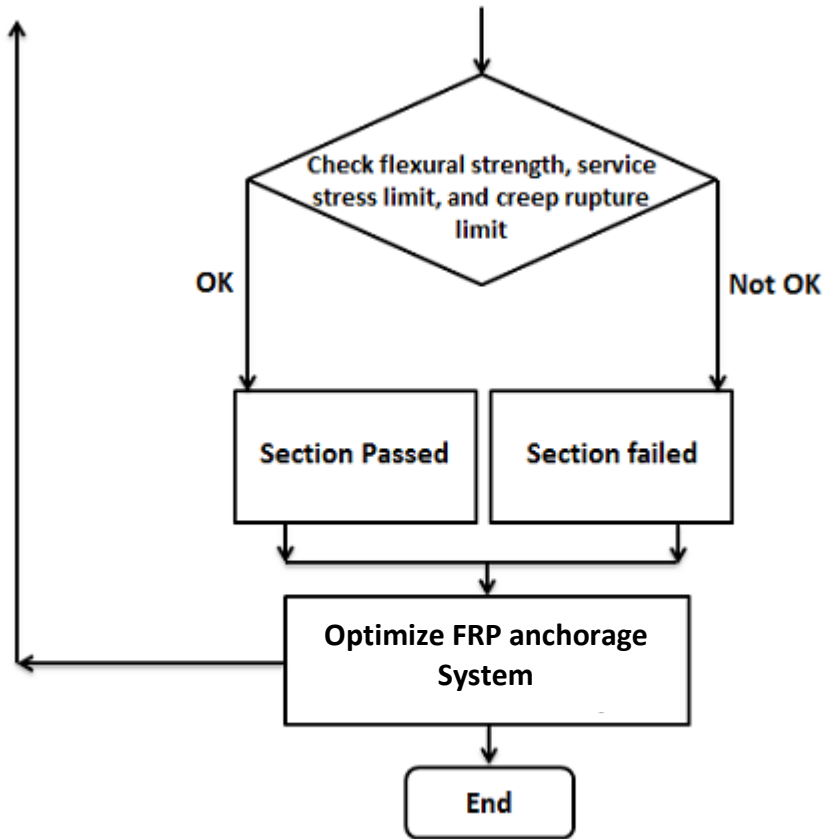 Check flexural strength, service
stress limit, and creep rupture
limit
OK
Not OK
Section Passed
Section failed
Optimize FRP anchorage
System
End